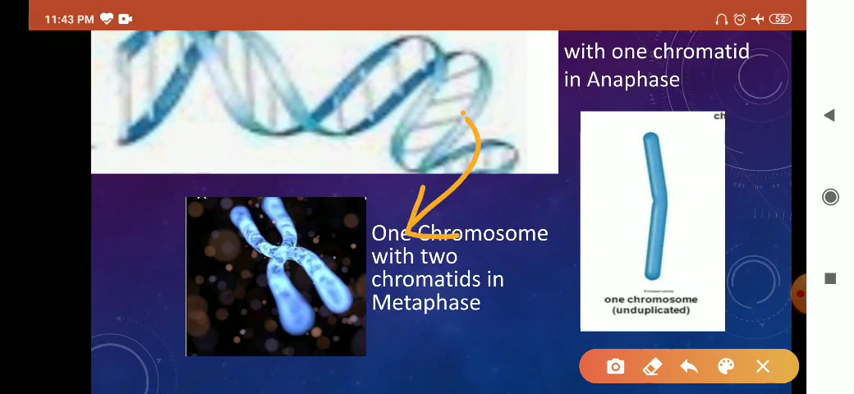 11:43 PM
52
with one chromatid
in Anaphase
ch
One Chromosome
with two
chromatids in
Metaphase
one chromosome
(unduplicated)